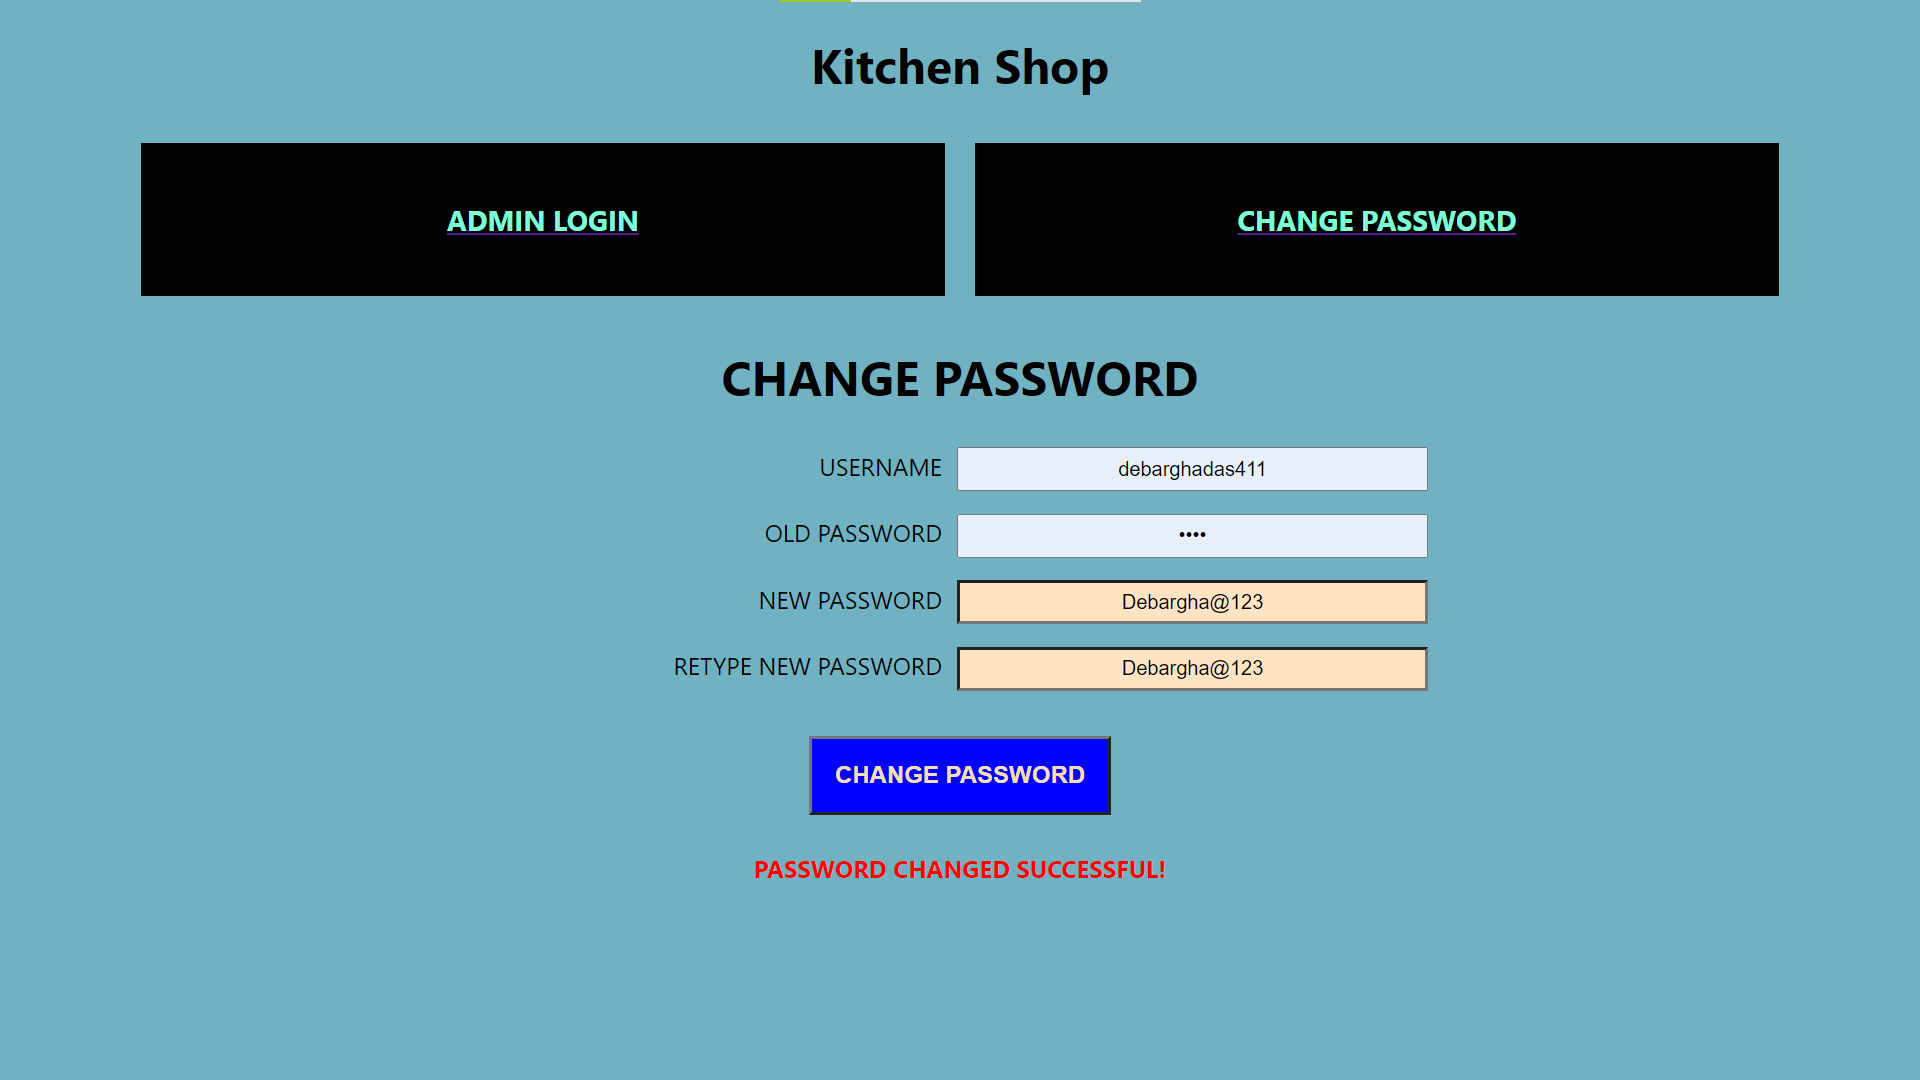 Kitchen Shop
ADMIN LOGIN
CHANGE PASSWORD
CHANGE PASSWORD
USERNAME debarghadas411
OLD PASSWORD ••••
NEW PASSWORD Debargha@123
RETYPE NEW PASSWORD Debargha@123
CHANGE PASSWORD
PASSWORD CHANGED SUCCESSFUL!